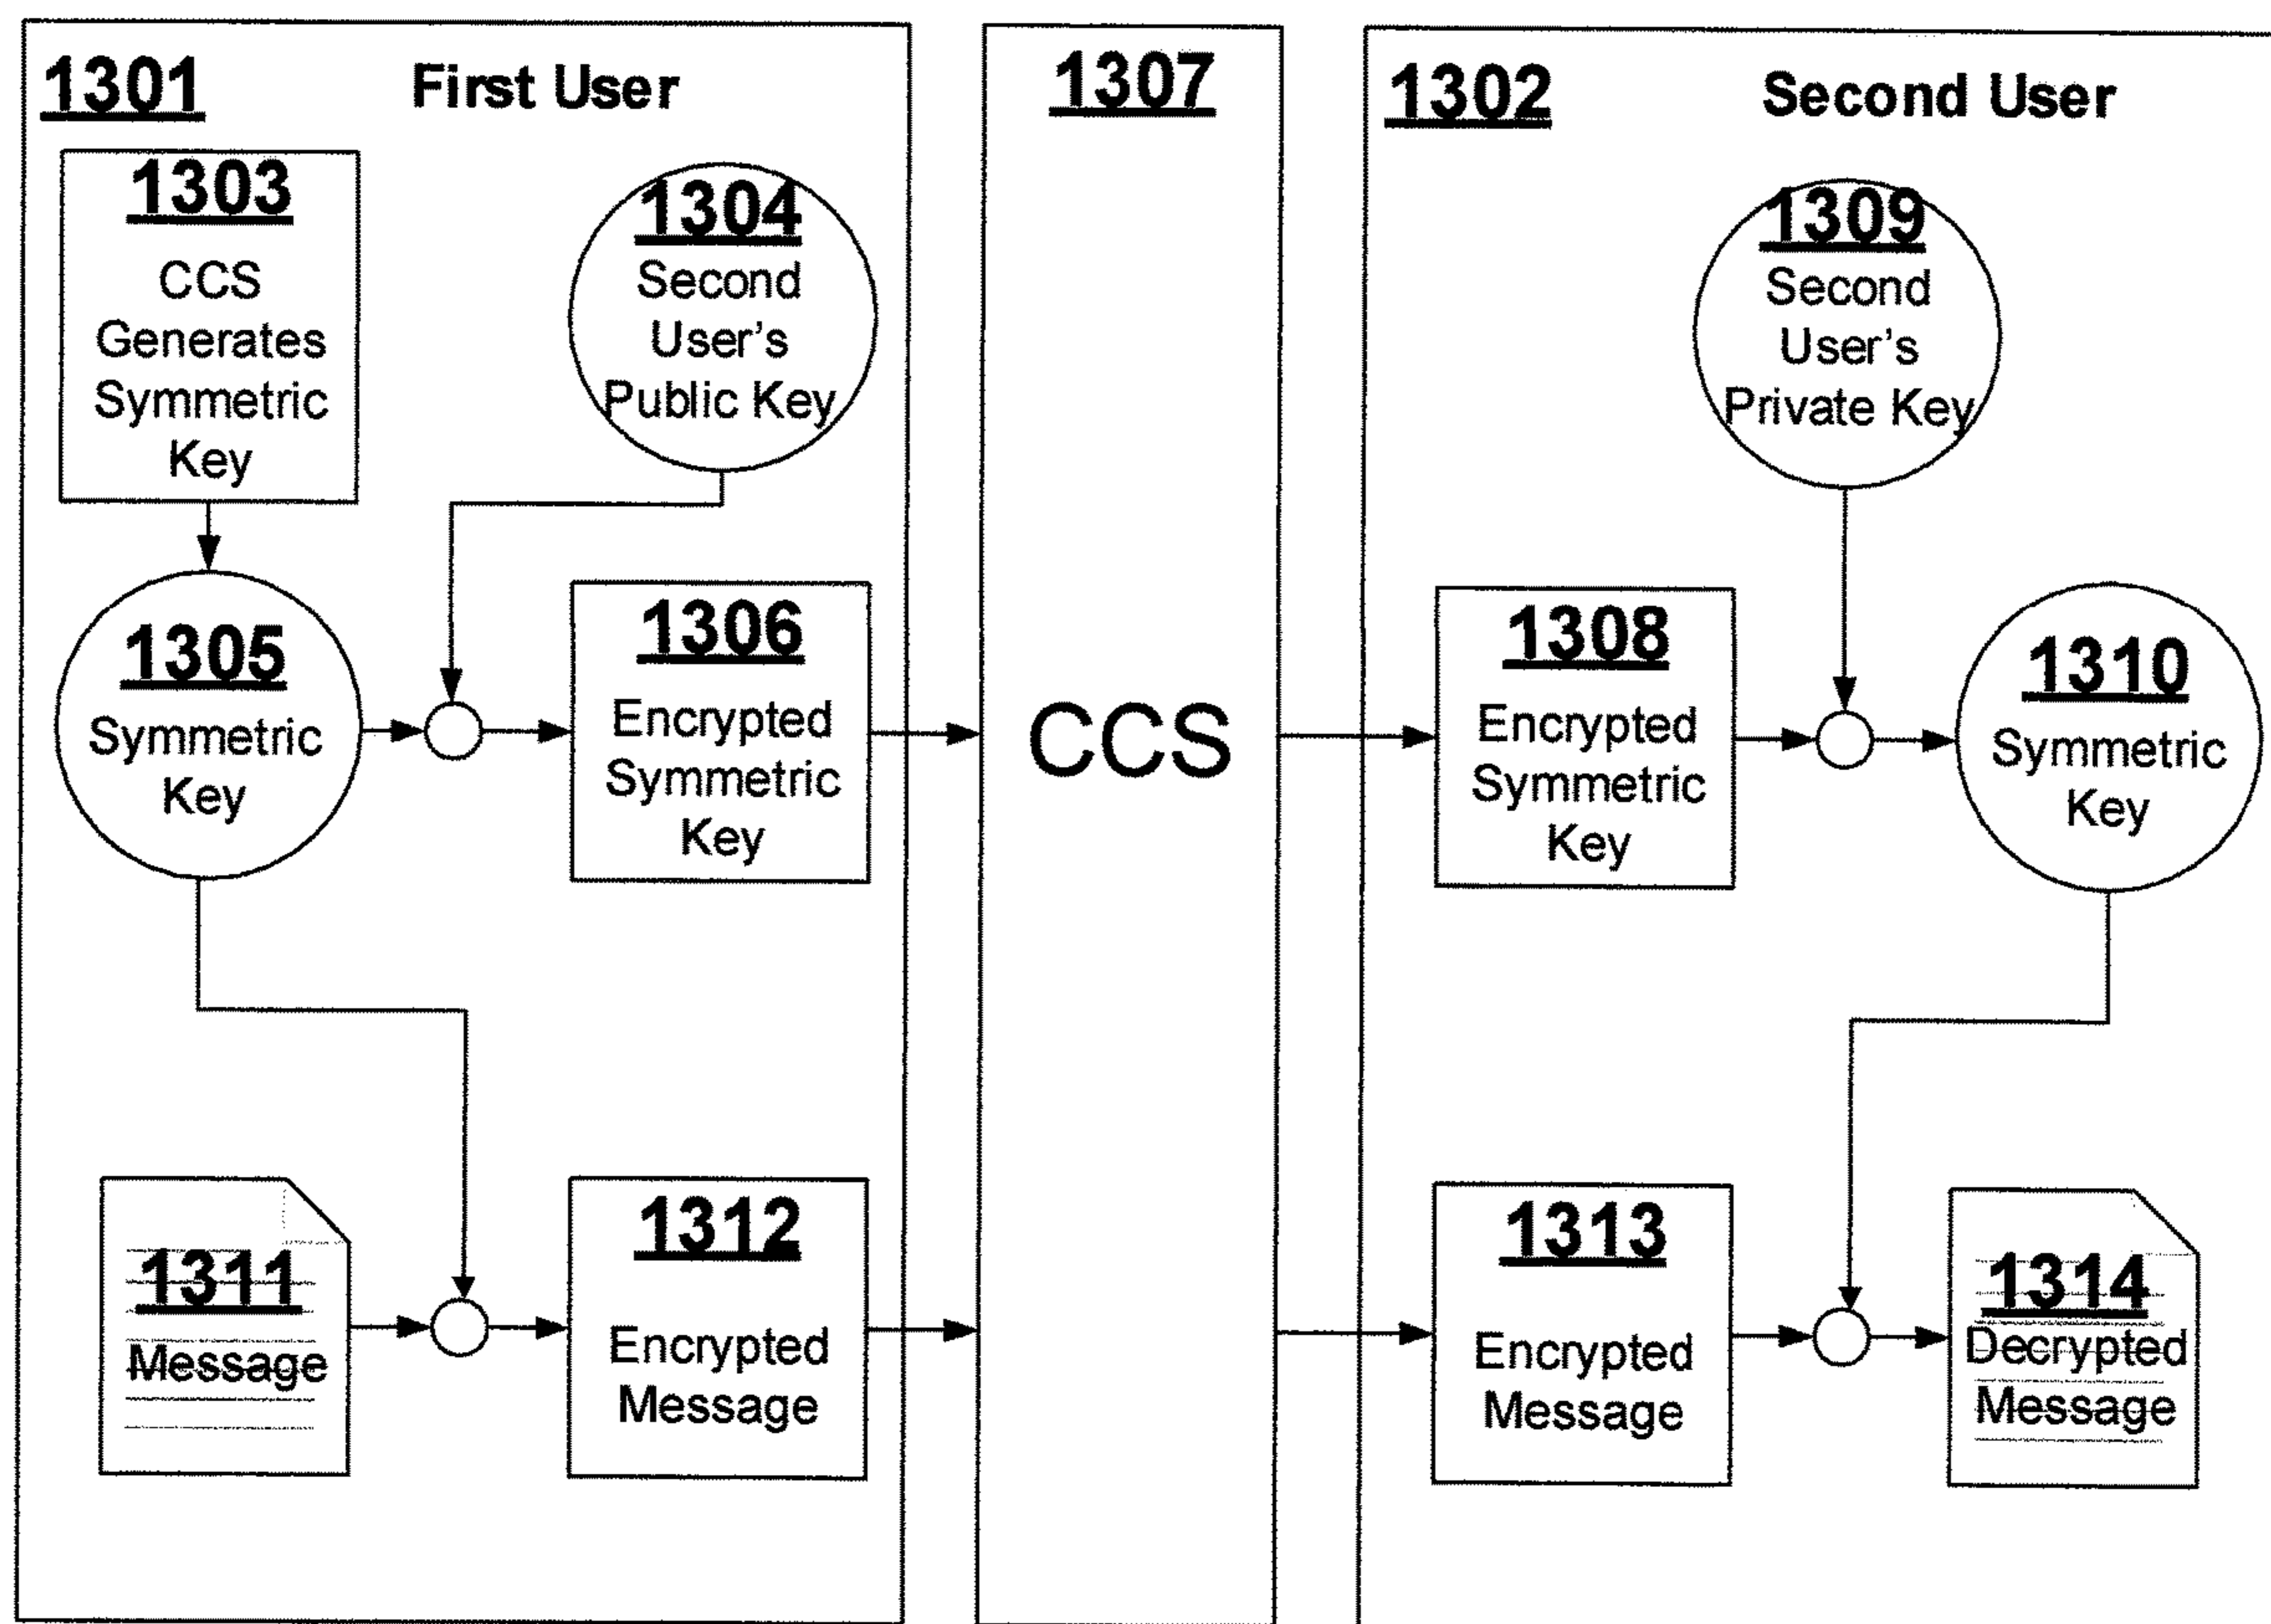 1301
First User
1303
CCS
Generates
Symmetric
Key
1304
Second
User's
Public Key
1305
Symmetric
Key
1306
Encrypted
Symmetric
Key
1311
Message
1312
Encrypted
Message
1307
CCS
1302
Second User
1309
Second
User's
Private Key
1308
Encrypted
Symmetric
Key
1310
Symmetric
Key
1313
Encrypted
Message
1314
Decrypted
Message